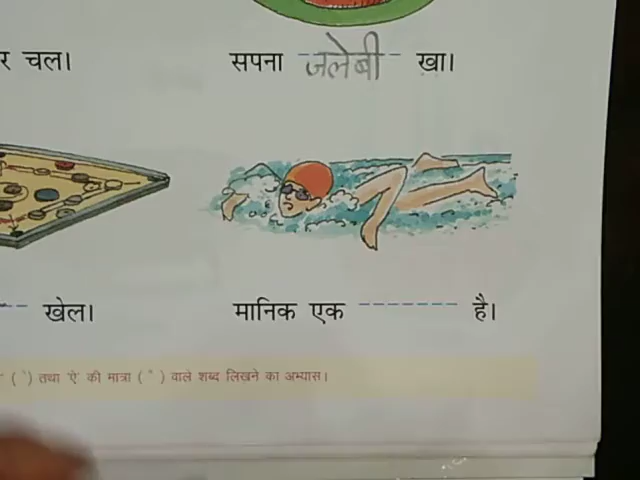 र चल।
सपना जलेबी खा।
खेल।
मानिक एक ------- है।
(े) तथा 'ऐ' की मात्रा (ै) वाले शब्द लिखने का अभ्यास।